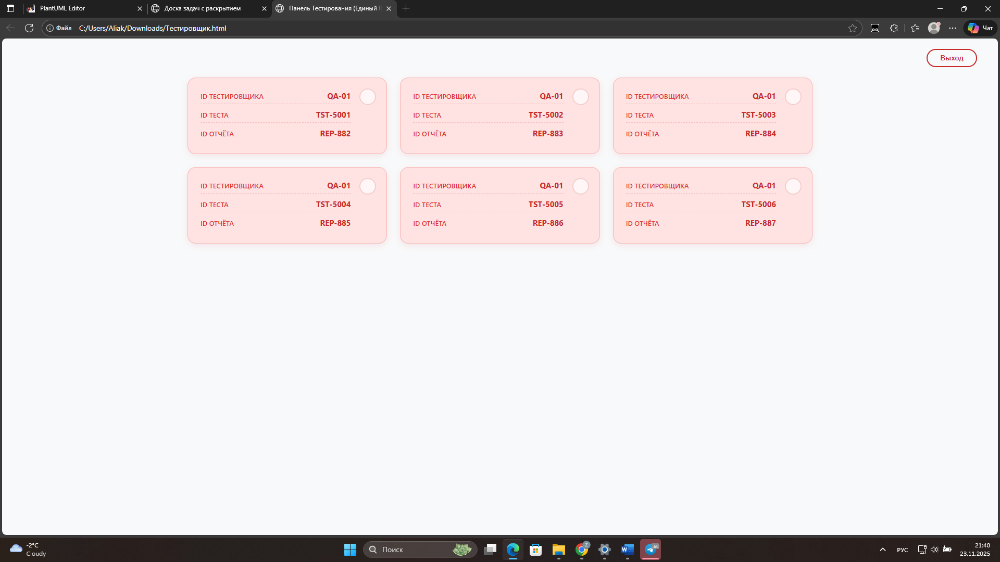 PlantUML Editor
Доска задач с раскрытием
Панель Тестирования (Единый I
Файл
C:/Users/Aliak/Downloads/Тестировщик.html
Чат
Выход
ID ТЕСТИРОВЩИКА QA-01
ID ТЕСТА TST-5001
ID ОТЧЁТА REP-882
ID ТЕСТИРОВЩИКА QA-01
ID ТЕСТА TST-5002
ID ОТЧЁТА REP-883
ID ТЕСТИРОВЩИКА QA-01
ID ТЕСТА TST-5003
ID ОТЧЁТА REP-884
ID ТЕСТИРОВЩИКА QA-01
ID ТЕСТА TST-5004
ID ОТЧЁТА REP-885
ID ТЕСТИРОВЩИКА QA-01
ID ТЕСТА TST-5005
ID ОТЧЁТА REP-886
ID ТЕСТИРОВЩИКА QA-01
ID ТЕСТА TST-5006
ID ОТЧЁТА REP-887
-2°C
Cloudy
Поиск
Z
W
60
РУС
21:40
23.11.2025